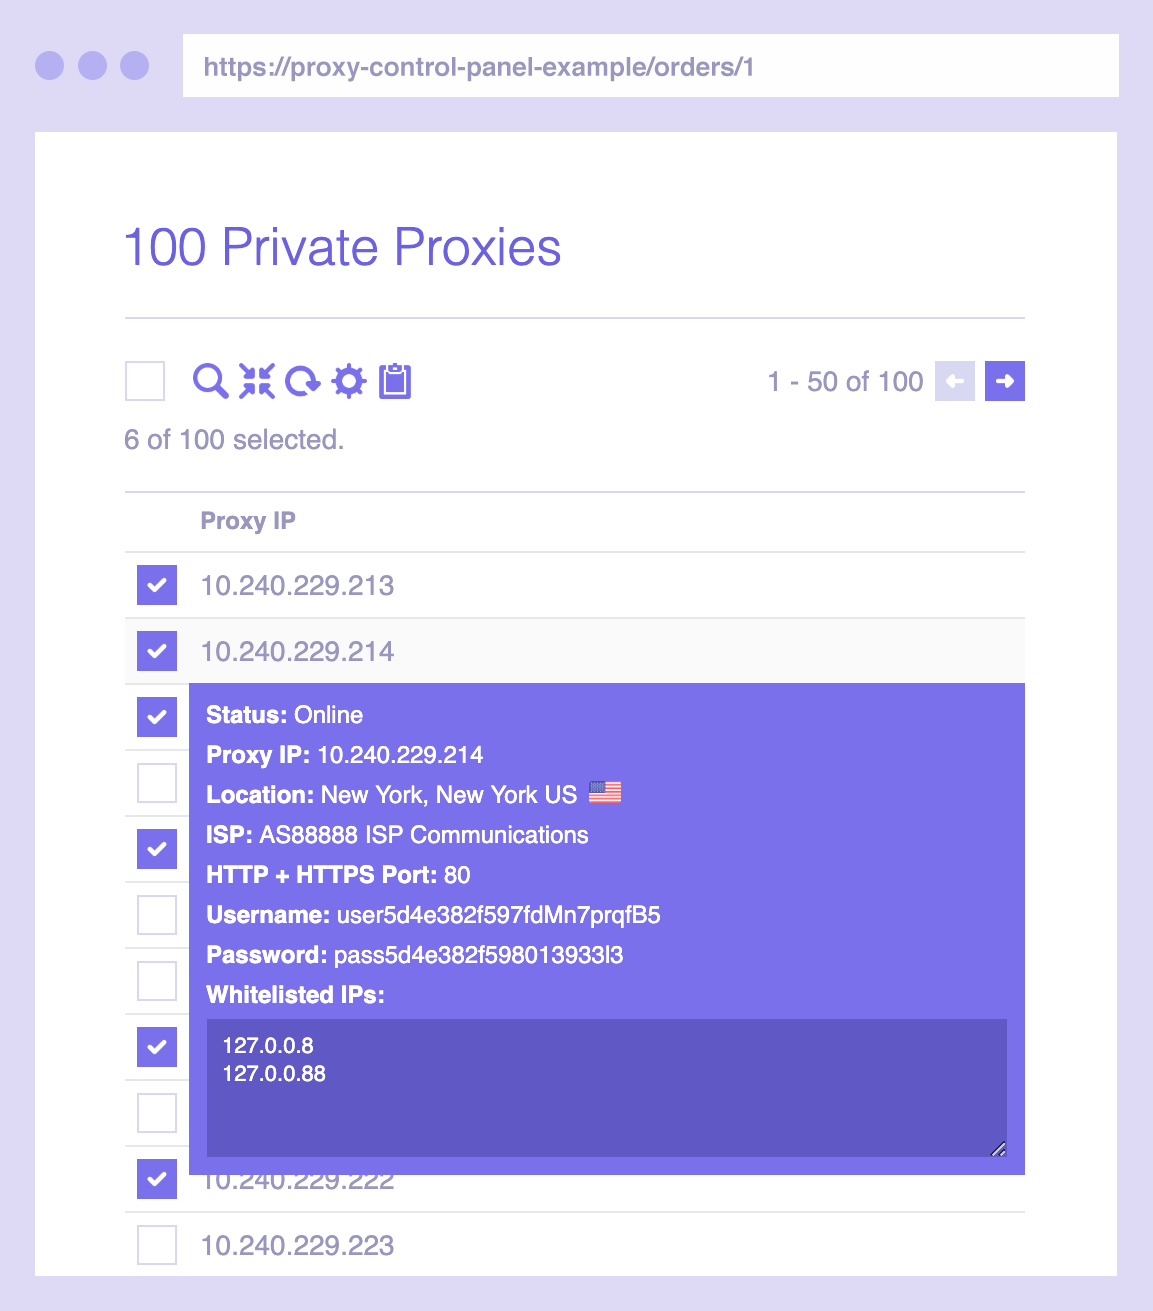 https://proxy-control-panel-example/orders/1
100 Private Proxies
1 - 50 of 100
6 of 100 selected.
Proxy IP
10.240.229.213
10.240.229.214
Status: Online
Proxy IP: 10.240.229.214
Location: New York, New York US
ISP: AS88888 ISP Communications
HTTP + HTTPS Port: 80
Username: user5d4e382f597fdMn7prqfB5
Password: pass5d4e382f598013933l3
Whitelisted IPs:
127.0.0.8
127.0.0.88
10.240.229.222
10.240.229.223